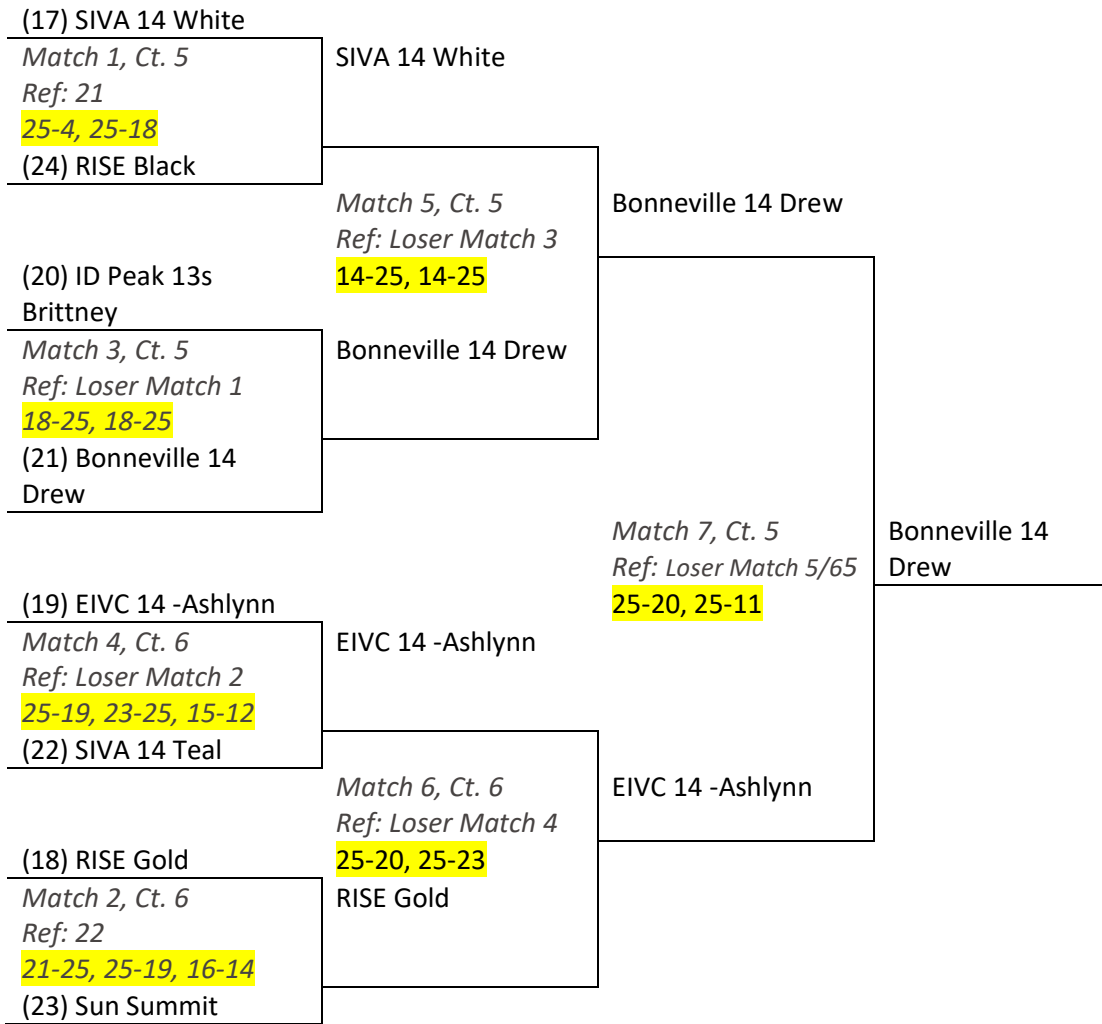 (17) SIVA 14 White
Match 1, Ct. 5
Ref: 21
25-4, 25-18
(24) RISE Black
SIVA 14 White
(20) ID Peak 13s
Brittney
Match 3, Ct. 5
Ref: Loser Match 1
18-25, 18-25
(21) Bonneville 14
Drew
Match 5, Ct. 5
Ref: Loser Match 3
14-25, 14-25
Bonneville 14 Drew
Bonneville 14 Drew
(19) EIVC 14 -Ashlynn
Match 4, Ct. 6
Ref: Loser Match 2
25-19, 23-25, 15-12
(22) SIVA 14 Teal
EIVC 14 -Ashlynn
(18) RISE Gold
Match 2, Ct. 6
Ref: 22
21-25, 25-19, 16-14
(23) Sun Summit
Match 6, Ct. 6
Ref: Loser Match 4
25-20, 25-23
RISE Gold
EIVC 14 -Ashlynn
Match 7, Ct. 5
Ref: Loser Match 5/65
25-20, 25-11
Bonneville 14
Drew